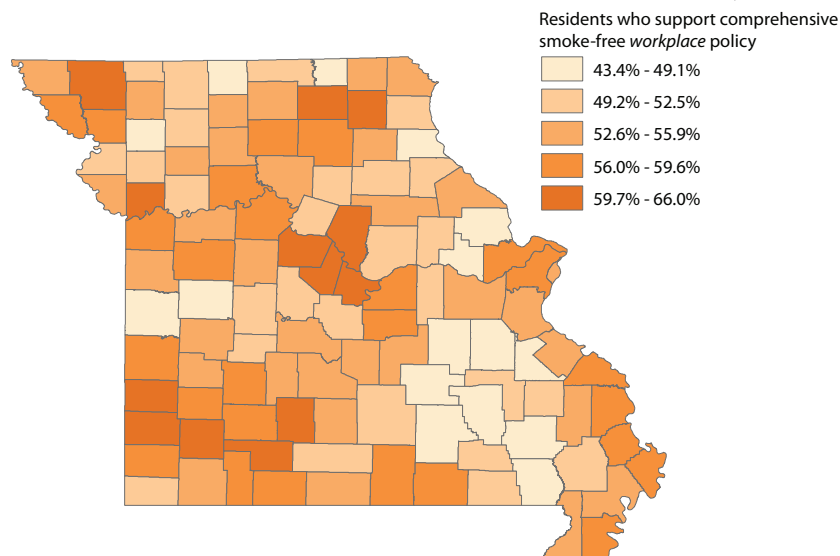 Residents who support comprehensive
smoke-free workplace policy
43.4% - 49.1%
49.2% - 52.5%
52.6% - 55.9%
56.0% - 59.6%
59.7% - 66.0%